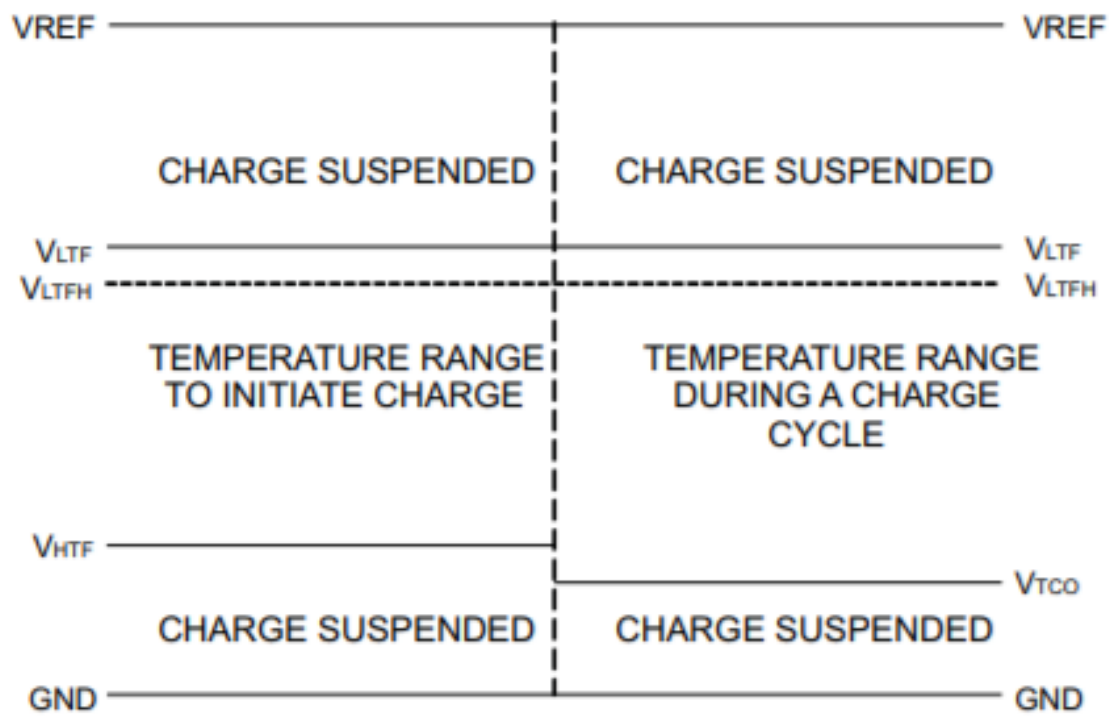 VREF VREF
CHARGE SUSPENDED CHARGE SUSPENDED
VLTF VLTF
VLTFH VLTFH
TEMPERATURE RANGE
TO INITIATE CHARGE
TEMPERATURE RANGE
DURING A CHARGE
CYCLE
VHTF
VTCO
CHARGE SUSPENDED CHARGE SUSPENDED
GND GND